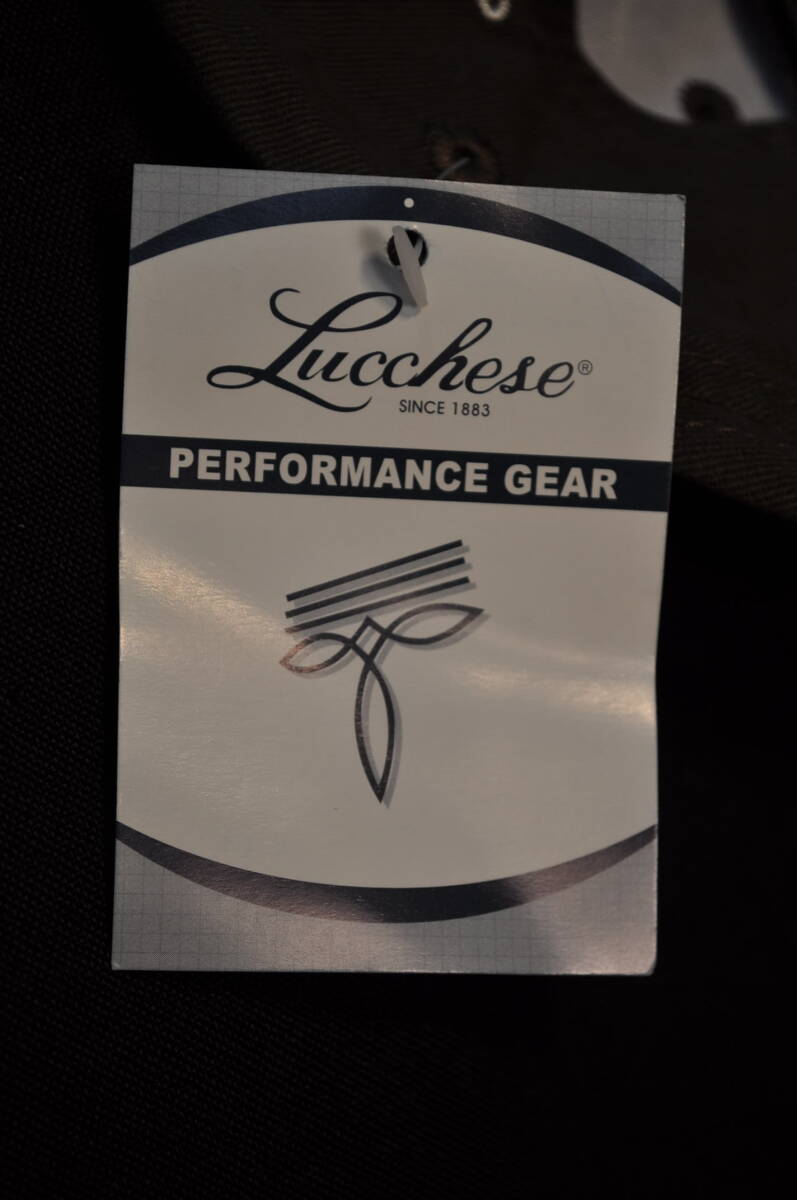 Lucchese®
SINCE 1883
PERFORMANCE GEAR